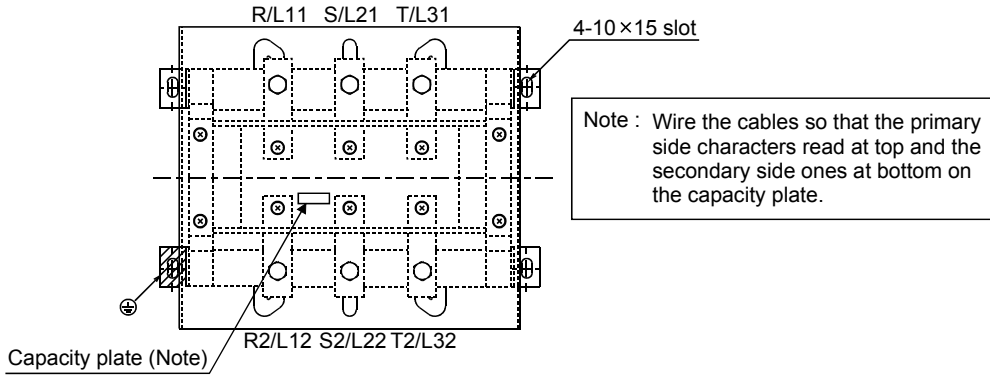 R/L11 S/L21 T/L31
4-10×15 slot
Note : Wire the cables so that the primary
side characters read at top and the
secondary side ones at bottom on
the capacity plate.
R2/L12 S2/L22 T2/L32
Capacity plate (Note)